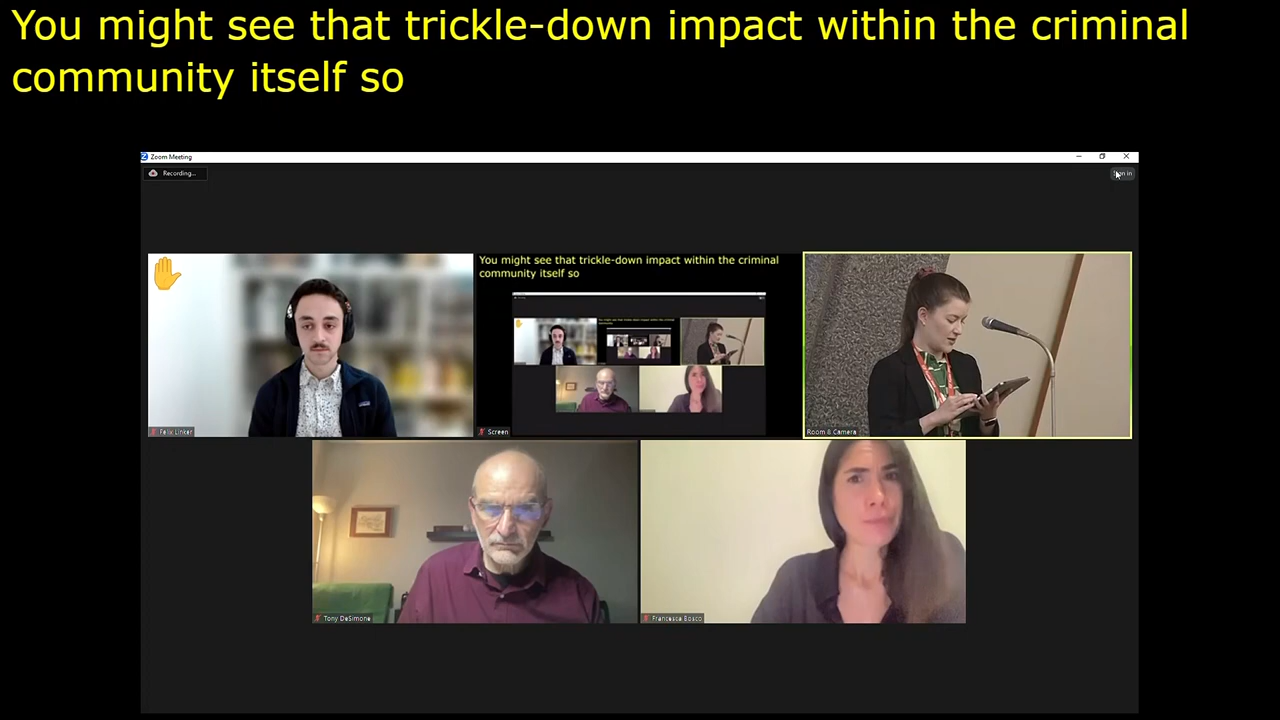 You might see that trickle-down impact within the criminal
community itself so
Zoom Meeting
Recording...
You might see that trickle-down impact within the criminal
community itself so
Felix Linker
Screen
Room 8 Camera
Tony DeSimone
Francesca Bosco